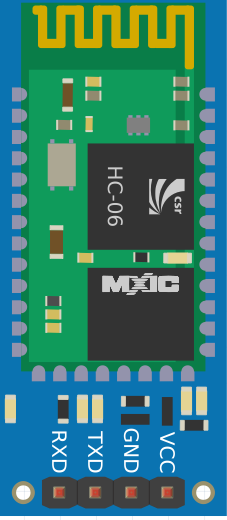 HC-06
csr
MXIC
RXD
TXD
GND
VCC